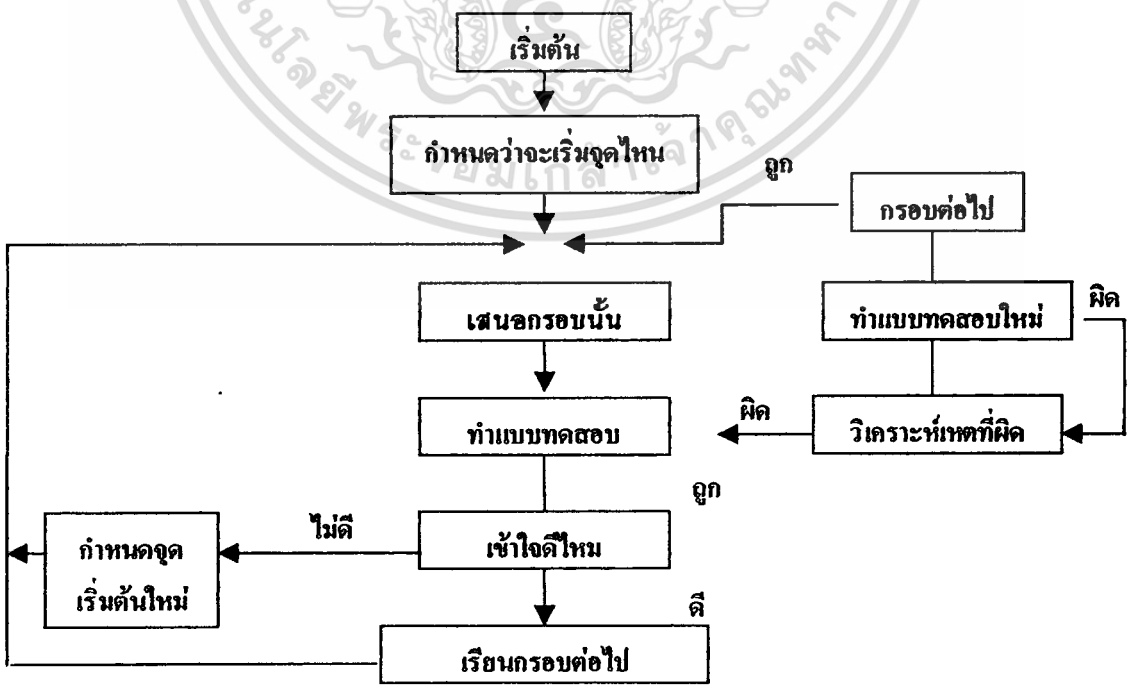 เริ่มต้น
กำหนดว่าจะเริ่มจุดไหน
ถูก
กรอบต่อไป
เสนอกรอบนั้น
ทำแบบทดสอบใหม่
ผิด
ทำแบบทดสอบ
ผิด
วิเคราะห์เหตที่ผิด
ถูก
ไม่ดี
เข้าใจดีไหม
กำหนดจุด
เริ่มต้นใหม่
ดี
เรียนกรอบต่อไป